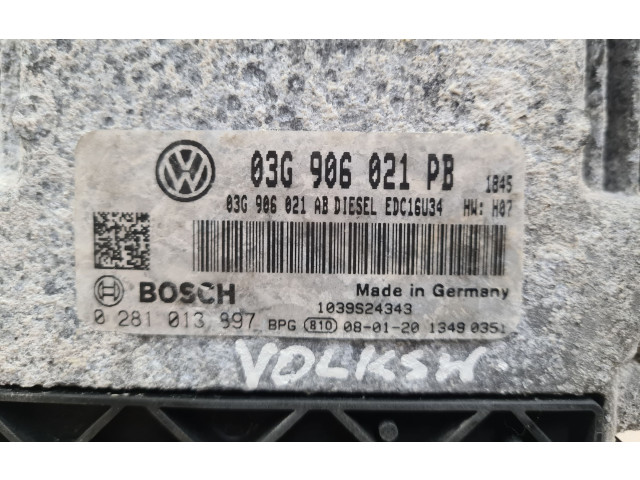 03G 906 021 PB 1845
03G 906 021 AB DIESEL EDC16U34 HW: H07
BOSCH Made in Germany
1039S24343
0 281 013 997 BPG 810 08-01-20 1349 0351
VOLKSW.